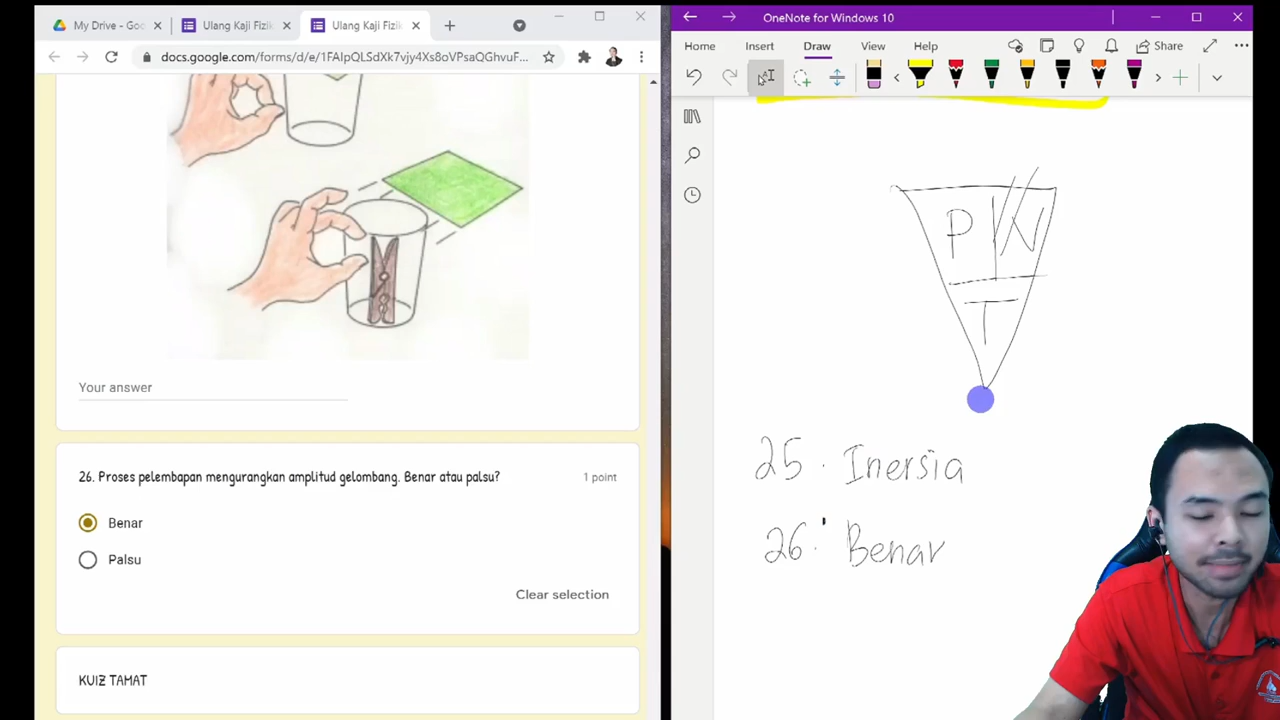 My Drive - Goo
Ulang Kaji Fizik
Ulang Kaji Fizik
docs.google.com/forms/d/e/1FAIpQLSdXk7vjy4Xs8oVPsaQGhvuF...
Your answer
26. Proses pelembapan mengurangkan amplitud gelombang. Benar atau palsu?
1 point
Benar
Palsu
Clear selection
KUIZ TAMAT
OneNote for Windows 10
Home Insert Draw View Help
Share
P N
T
25. Inersia
26. Benar